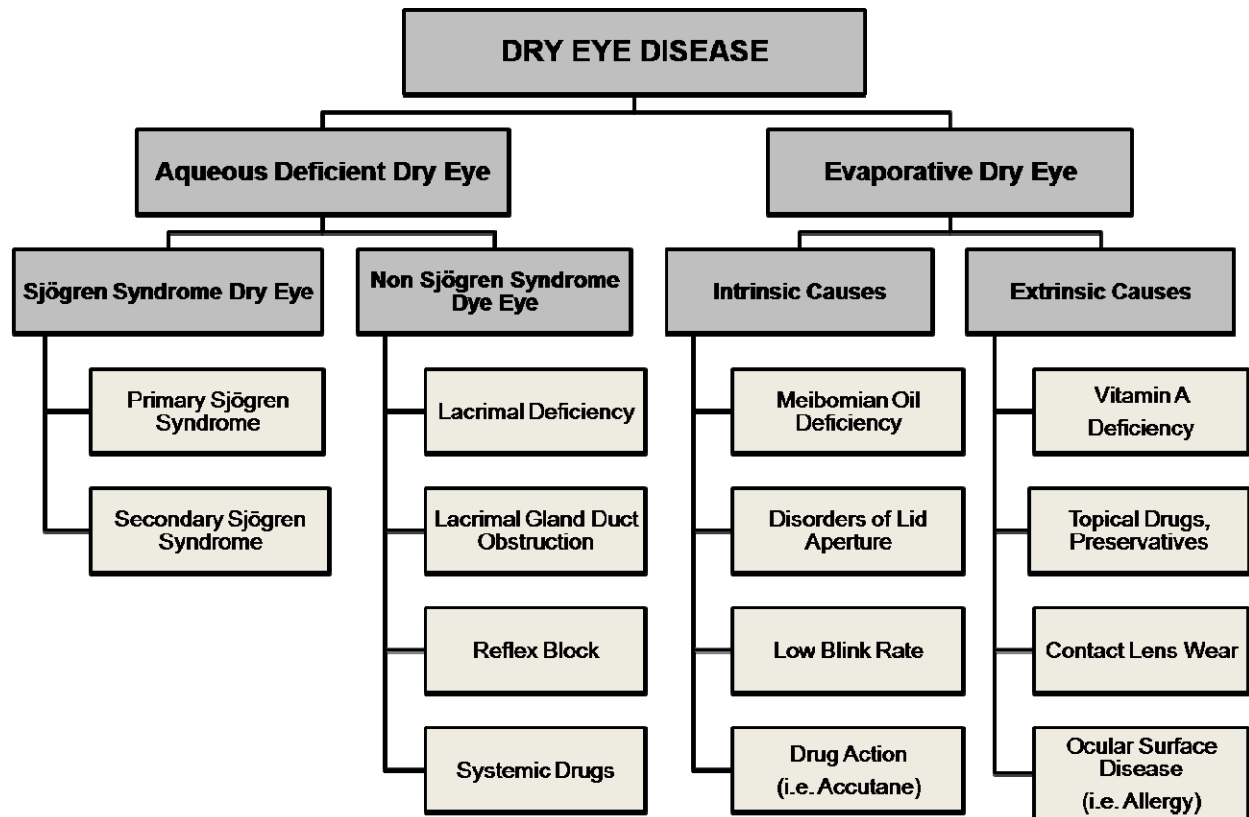 DRY EYE DISEASE
Aqueous Deficient Dry Eye
Evaporative Dry Eye
Sjögren Syndrome Dry Eye
Non Sjögren Syndrome
Dye Eye
Intrinsic Causes
Extrinsic Causes
Primary Sjögren
Syndrome
Secondary Sjögren
Syndrome
Lacrimal Deficiency
Lacrimal Gland Duct
Obstruction
Reflex Block
Systemic Drugs
Meibomian Oil
Deficiency
Disorders of Lid
Aperture
Low Blink Rate
Drug Action
(i.e. Accutane)
Vitamin A
Deficiency
Topical Drugs,
Preservatives
Contact Lens Wear
Ocular Surface
Disease
(i.e. Allergy)